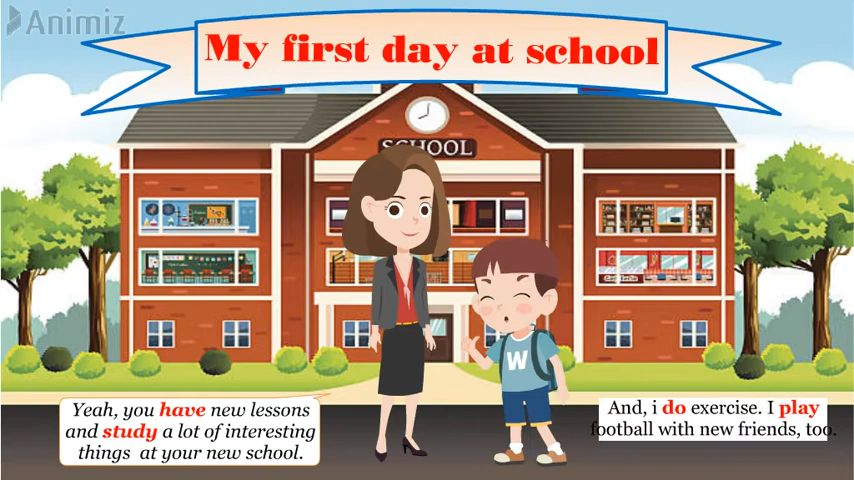 Animiz
My first day at school
SCHOOL
Yeah, you have new lessons
and study a lot of interesting
things at your new school.
W
And, i do exercise. I play
football with new friends, too.